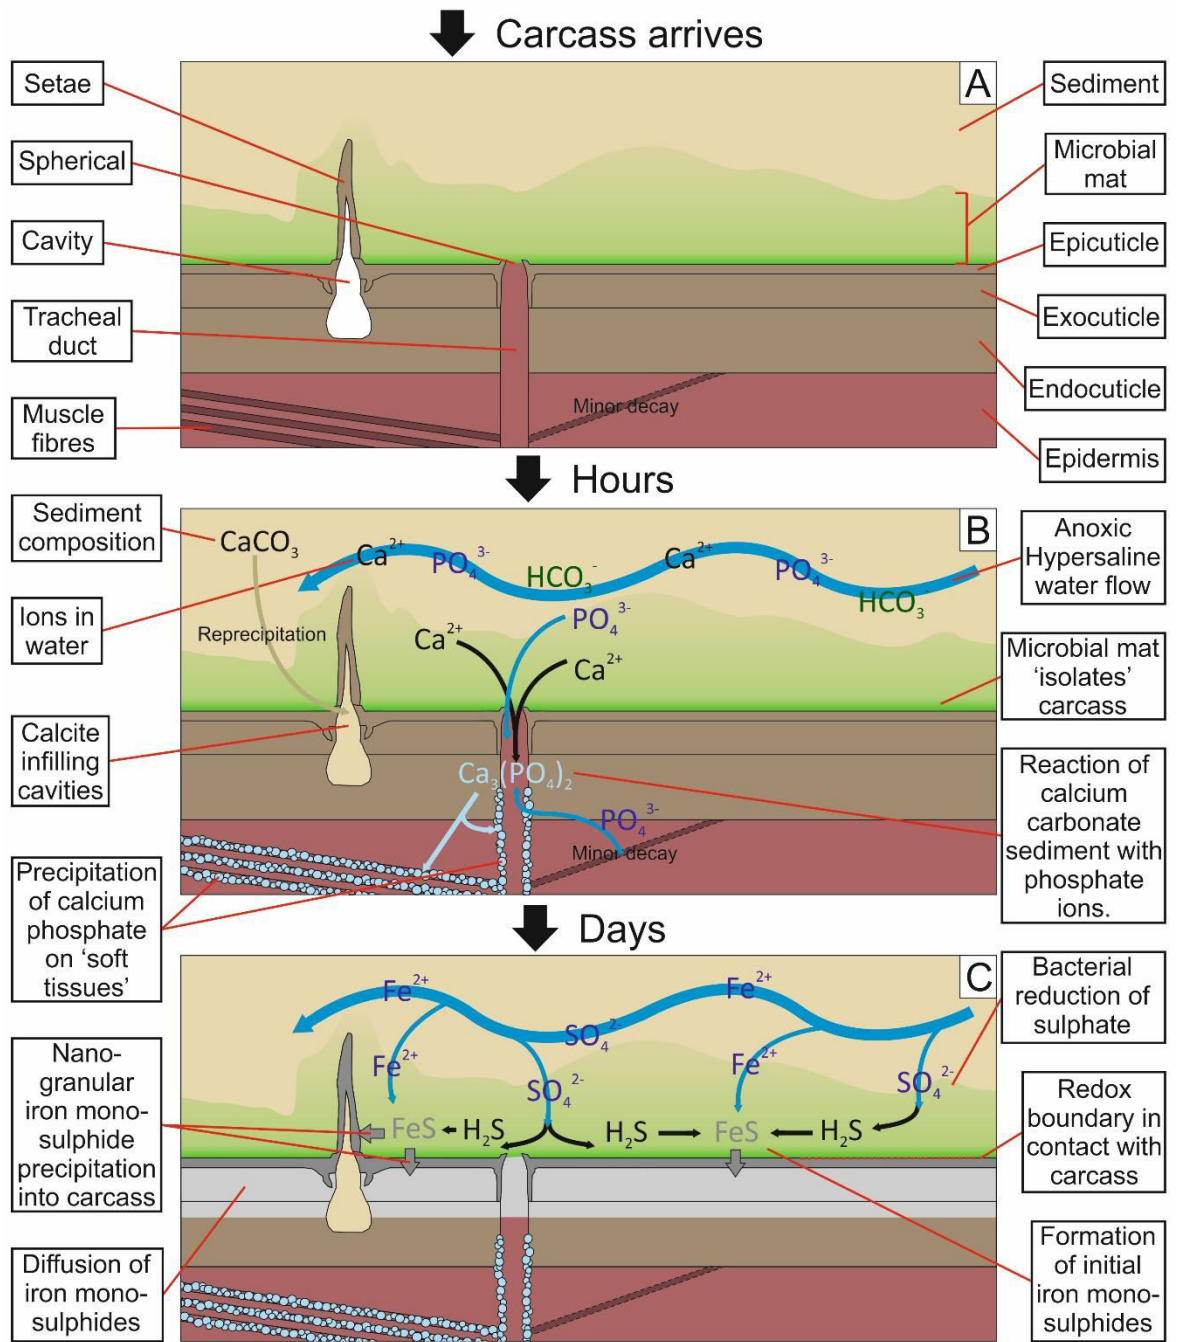 Carcass arrives
A
Setae
Spherical
Cavity
Tracheal
duct
Muscle
fibres
Minor decay
Sediment
Microbial
mat
Epicuticle
Exocuticle
Endocuticle
Epidermis
Hours
B
Sediment
composition
Ions in
water
Calcite
infilling
cavities
Precipitation
of calcium
phosphate
on ‘soft
tissues’
CaCO₃
Reprecipitation
Ca²⁺
PO₄³⁻
HCO₃⁻
Ca²⁺
PO₄³⁻
HCO₃⁻
Ca²⁺
PO₄³⁻
Ca²⁺
Ca₃(PO₄)₂
PO₄³⁻
Minor decay
Anoxic
Hypersaline
water flow
Microbial mat
‘isolates’
carcass
Reaction of
calcium
carbonate
sediment with
phosphate
ions.
Days
C
Nano-
granular
iron mono-
sulphide
precipitation
into carcass
Diffusion of
iron mono-
sulphides
Fe²⁺
SO₄²⁻
Fe²⁺
Fe²⁺
SO₄²⁻
Fe²⁺
SO₄²⁻
FeS
H₂S
H₂S
FeS
H₂S
Bacterial
reduction of
sulphate
Redox
boundary in
contact with
carcass
Formation
of initial
iron mono-
sulphides